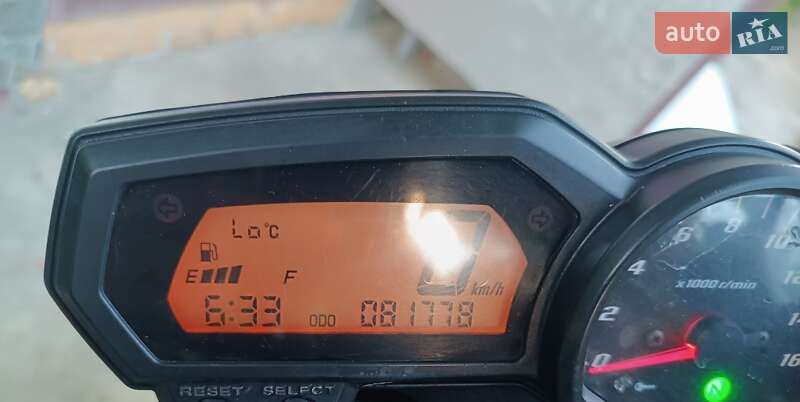 auto RIA .com
Lo°C
0
km/h
E F
6:33 ODO 081778
RESET SELECT
0 2 4 6 8 10 12 14 16
x1000 r/min
N